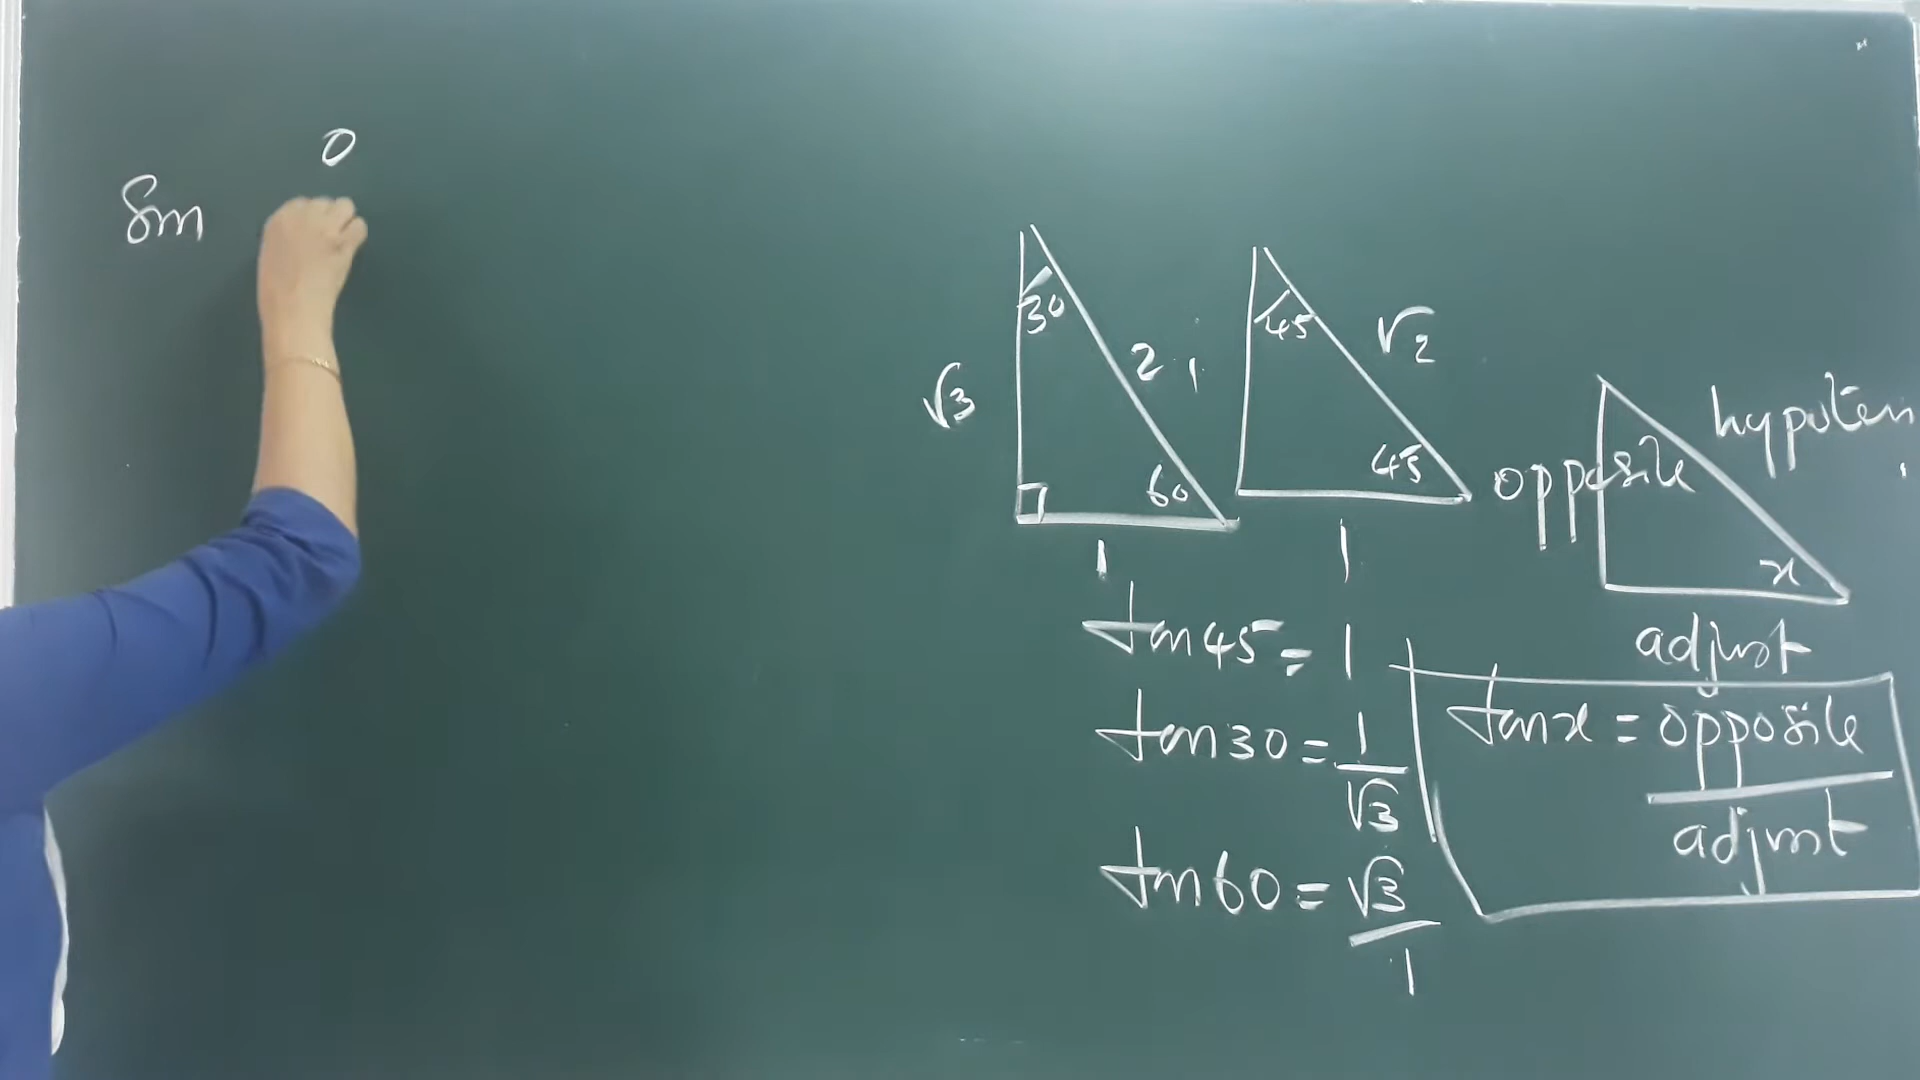 0
Sin
30
60
√3
2
1
45
45
1
√2
1
opposite
hypoten
x
adjust
tan45 = 1
tan30 = 1/√3
tan60 = √3/1
tanx = opposite/adjust